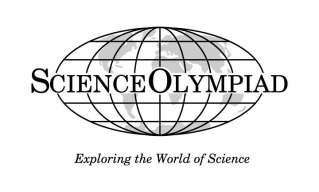 SCIENCEOLYMPIAD
Exploring the World of Science